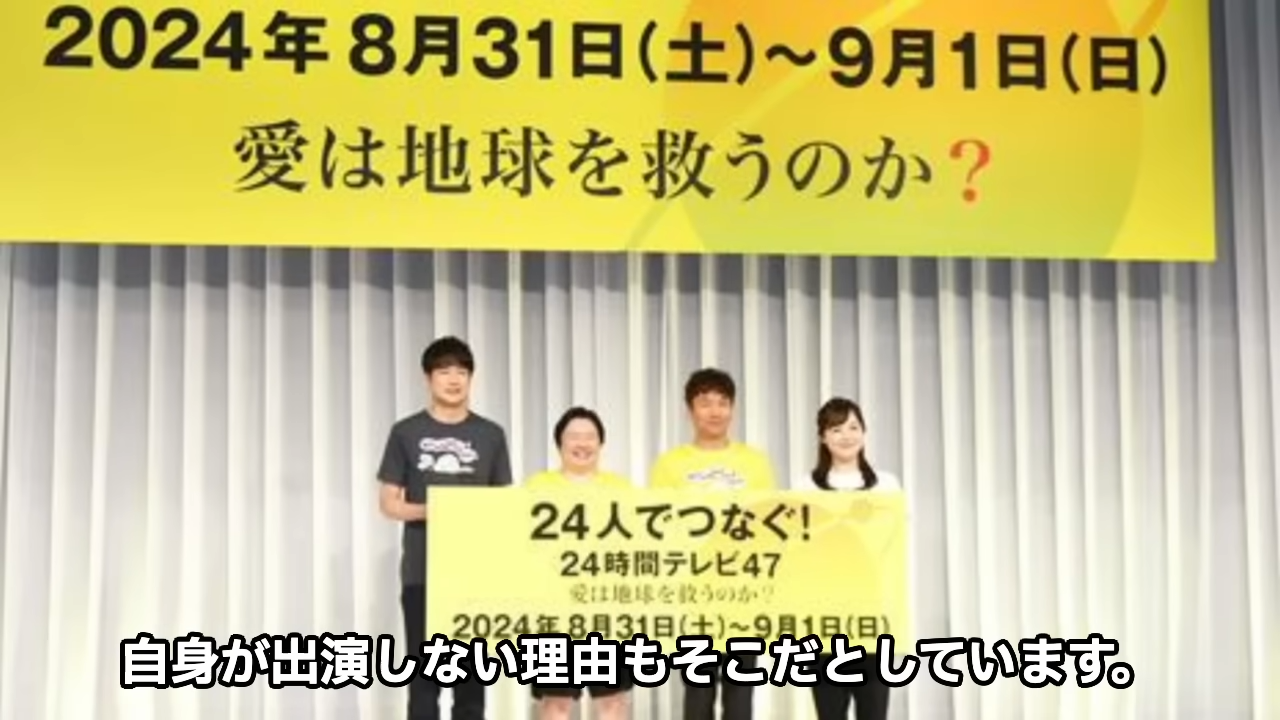 2024年8月31日(土)~9月1日(日)
愛は地球を救うのか?
24人でつなぐ!
24時間テレビ47
愛は地球を救うのか?
2024年8月31日(土)~9月1日(日)
自身が出演しない理由もそこだとしています。